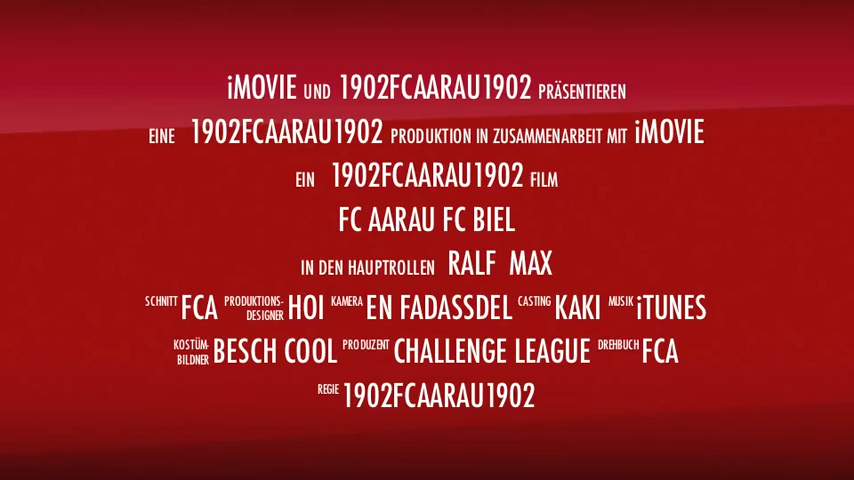 iMOVIE UND 1902FCAARAU1902 PRÄSENTIEREN
EINE 1902FCAARAU1902 PRODUKTION IN ZUSAMMENARBEIT MIT iMOVIE
EIN 1902FCAARAU1902 FILM
FC AARAU FC BIEL
IN DEN HAUPTROLLEN RALF MAX
SCHNITT FCA PRODUKTIONS-DESIGNER HOI KAMERA EN FADASSDEL CASTING KAKI MUSIK iTUNES
KOSTÜM-BILDNER BESCH COOL PRODUZENT CHALLENGE LEAGUE DREHBUCH FCA
REGIE 1902FCAARAU1902